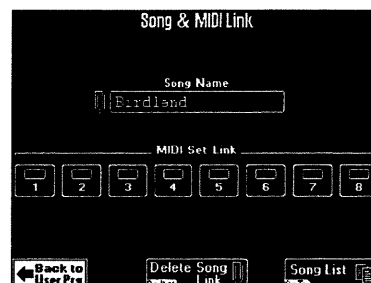 Song & MIDI Link
Song Name
Birdland
MIDI Set Link
1 2 3 4 5 6 7 8
Back to
User Prg
Delete Song
Link
Song List